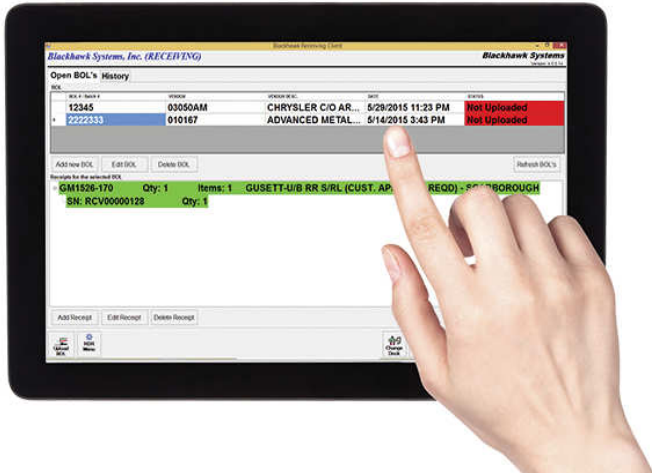 Blackhawk Receiving Client
Blackhawk Systems, Inc. (RECEIVING)
Blackhawk Systems
Open BOL's History
BOL
BOL #/ Batch # VENDOR VENDOR DESC. DATE STATUS
12345 03050AM CHRYSLER C/O AR... 5/29/2015 11:23 PM Not Uploaded
2222333 010167 ADVANCED METAL... 5/14/2015 3:43 PM Not Uploaded
Add new BOL Edit BOL Delete BOL Refresh BOL's
Receipts for the selected BOL
GM1526-170 Qty: 1 Items: 1 GUSETT-U/B RR S/RL (CUST. AP REQD) - SCARBOROUGH
SN: RCV00000128 Qty: 1
Add Receipt Edit Receipt Delete Receipt
Upload BOL
Menu
Change Dock